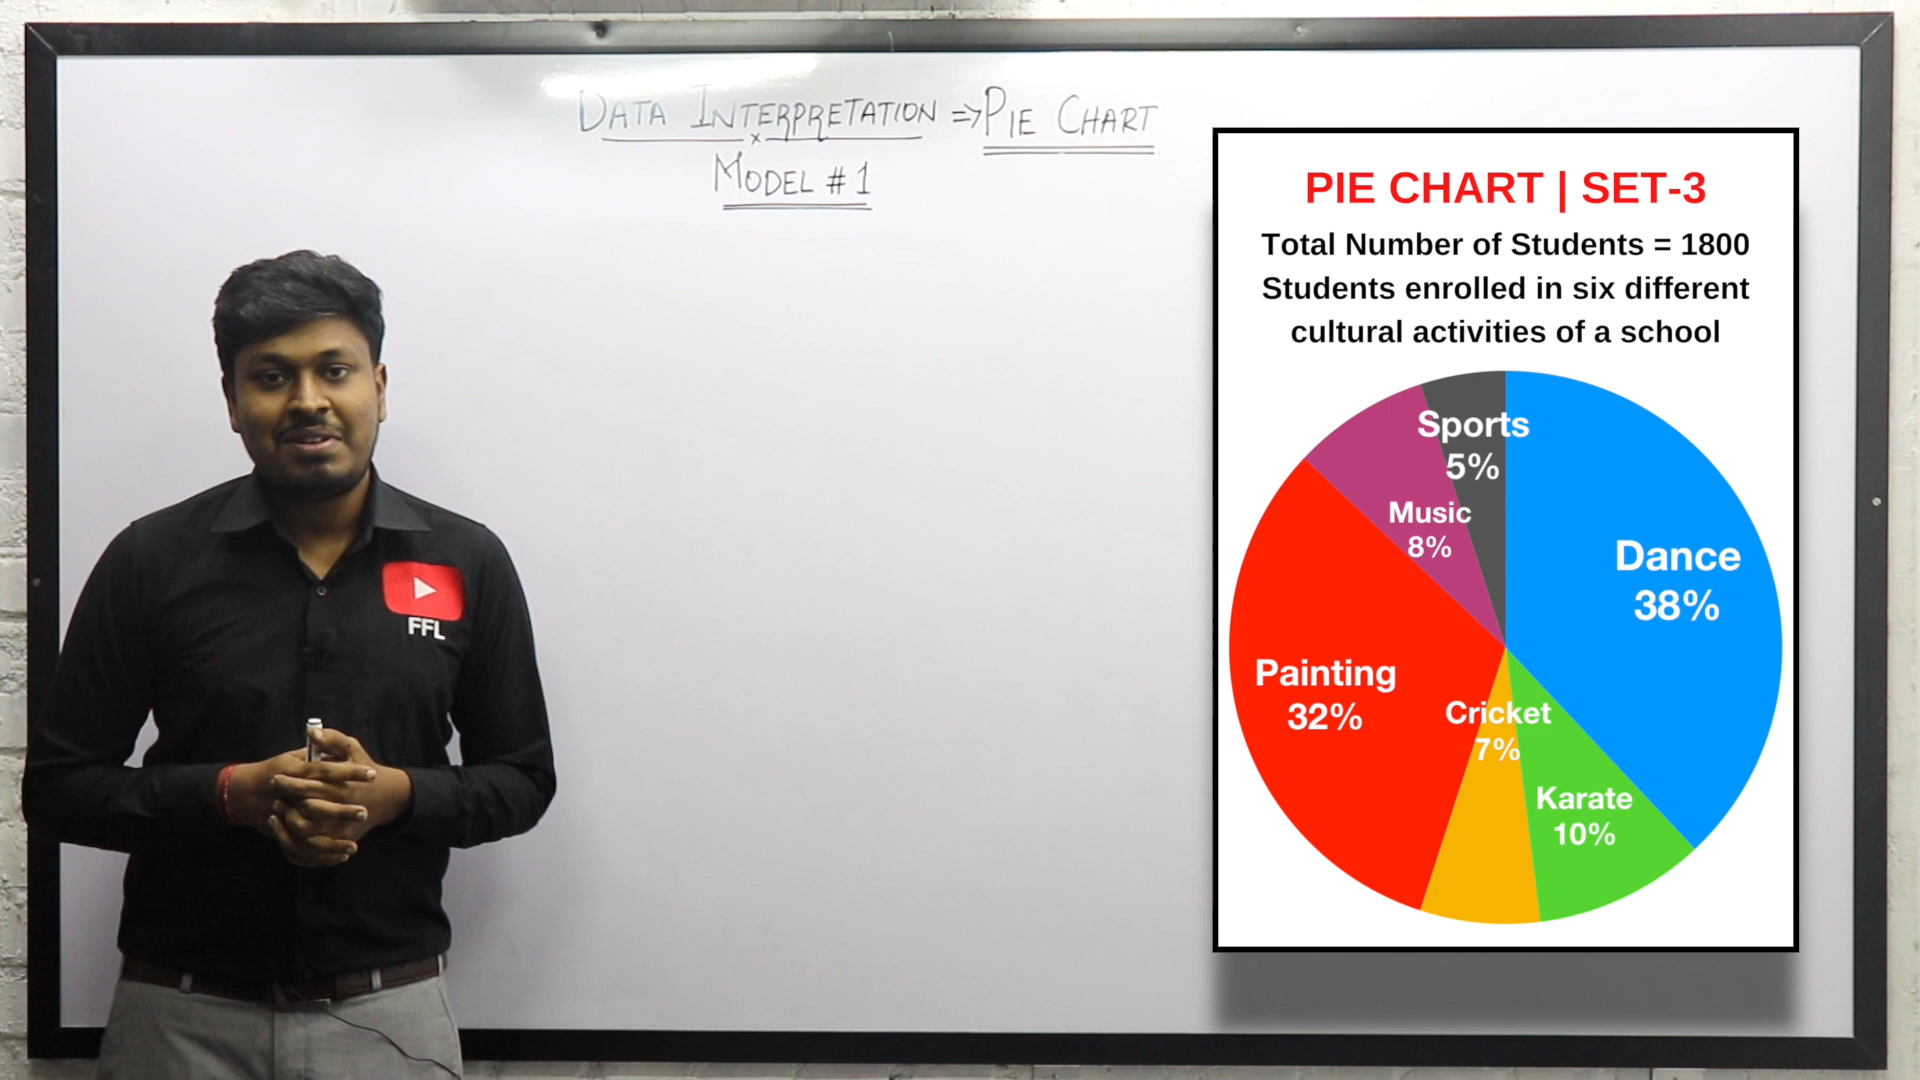 DATA INTERPRETATION => PIE CHART
MODEL # 1
PIE CHART | SET-3
Total Number of Students = 1800
Students enrolled in six different
cultural activities of a school
Sports
5%
Music
8%
Dance
38%
Painting
32%
Cricket
7%
Karate
10%
FFL